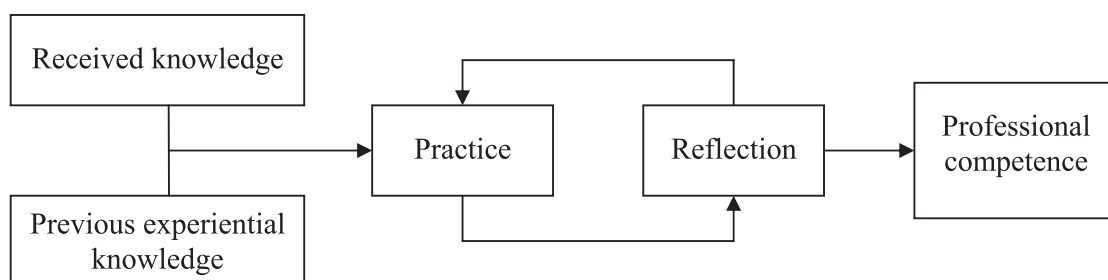 Received knowledge
Practice
Reflection
Professional
competence
Previous experiential
knowledge